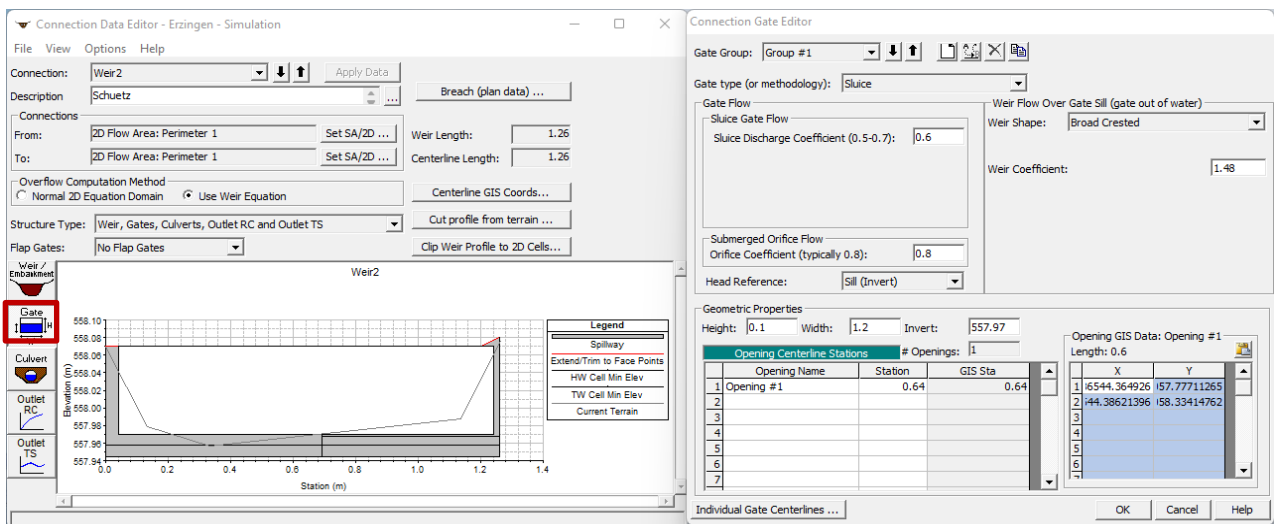 Connection Data Editor - Erzingen - Simulation
File View Options Help
Connection: Weir2 Apply Data
Description Schuetz ... Breach (plan data) ...
Connections
From: 2D Flow Area: Perimeter 1 Set SA/2D ... Weir Length: 1.26
To: 2D Flow Area: Perimeter 1 Set SA/2D ... Centerline Length: 1.26
Overflow Computation Method
Normal 2D Equation Domain Use Weir Equation
Centerline GIS Coords...
Structure Type: Weir, Gates, Culverts, Outlet RC and Outlet TS Cut profile from terrain ...
Flap Gates: No Flap Gates Clip Weir Profile to 2D Cells...
Weir /
Embankment
Gate
H
Culvert
Outlet
RC
Outlet
TS
Weir2
558.10
558.08
558.06
558.04
558.02
558.00
557.98
557.96
557.94
Elevation (m)
0.0 0.2 0.4 0.6 0.8 1.0 1.2 1.4
Station (m)
Legend
Spillway
Extend/Trim to Face Points
HW Cell Min Elev
TW Cell Min Elev
Current Terrain
Connection Gate Editor
Gate Group: Group #1
Gate type (or methodology): Sluice
Gate Flow
Sluice Gate Flow
Sluice Discharge Coefficient (0.5-0.7): 0.6
Submerged Orifice Flow
Orifice Coefficient (typically 0.8): 0.8
Head Reference: Sill (Invert)
Weir Flow Over Gate Sill (gate out of water)
Weir Shape: Broad Crested
Weir Coefficient: 1.48
Geometric Properties
Height: 0.1 Width: 1.2 Invert: 557.97
Opening Centerline Stations # Openings: 1
Opening Name Station GIS Sta
1 Opening #1 0.64 0.64
2
3
4
5
6
7
Opening GIS Data: Opening #1
Length: 0.6
X Y
1 6544.364926 57.77711265
2 44.38621396 58.33414762
3
4
5
6
Individual Gate Centerlines ... OK Cancel Help